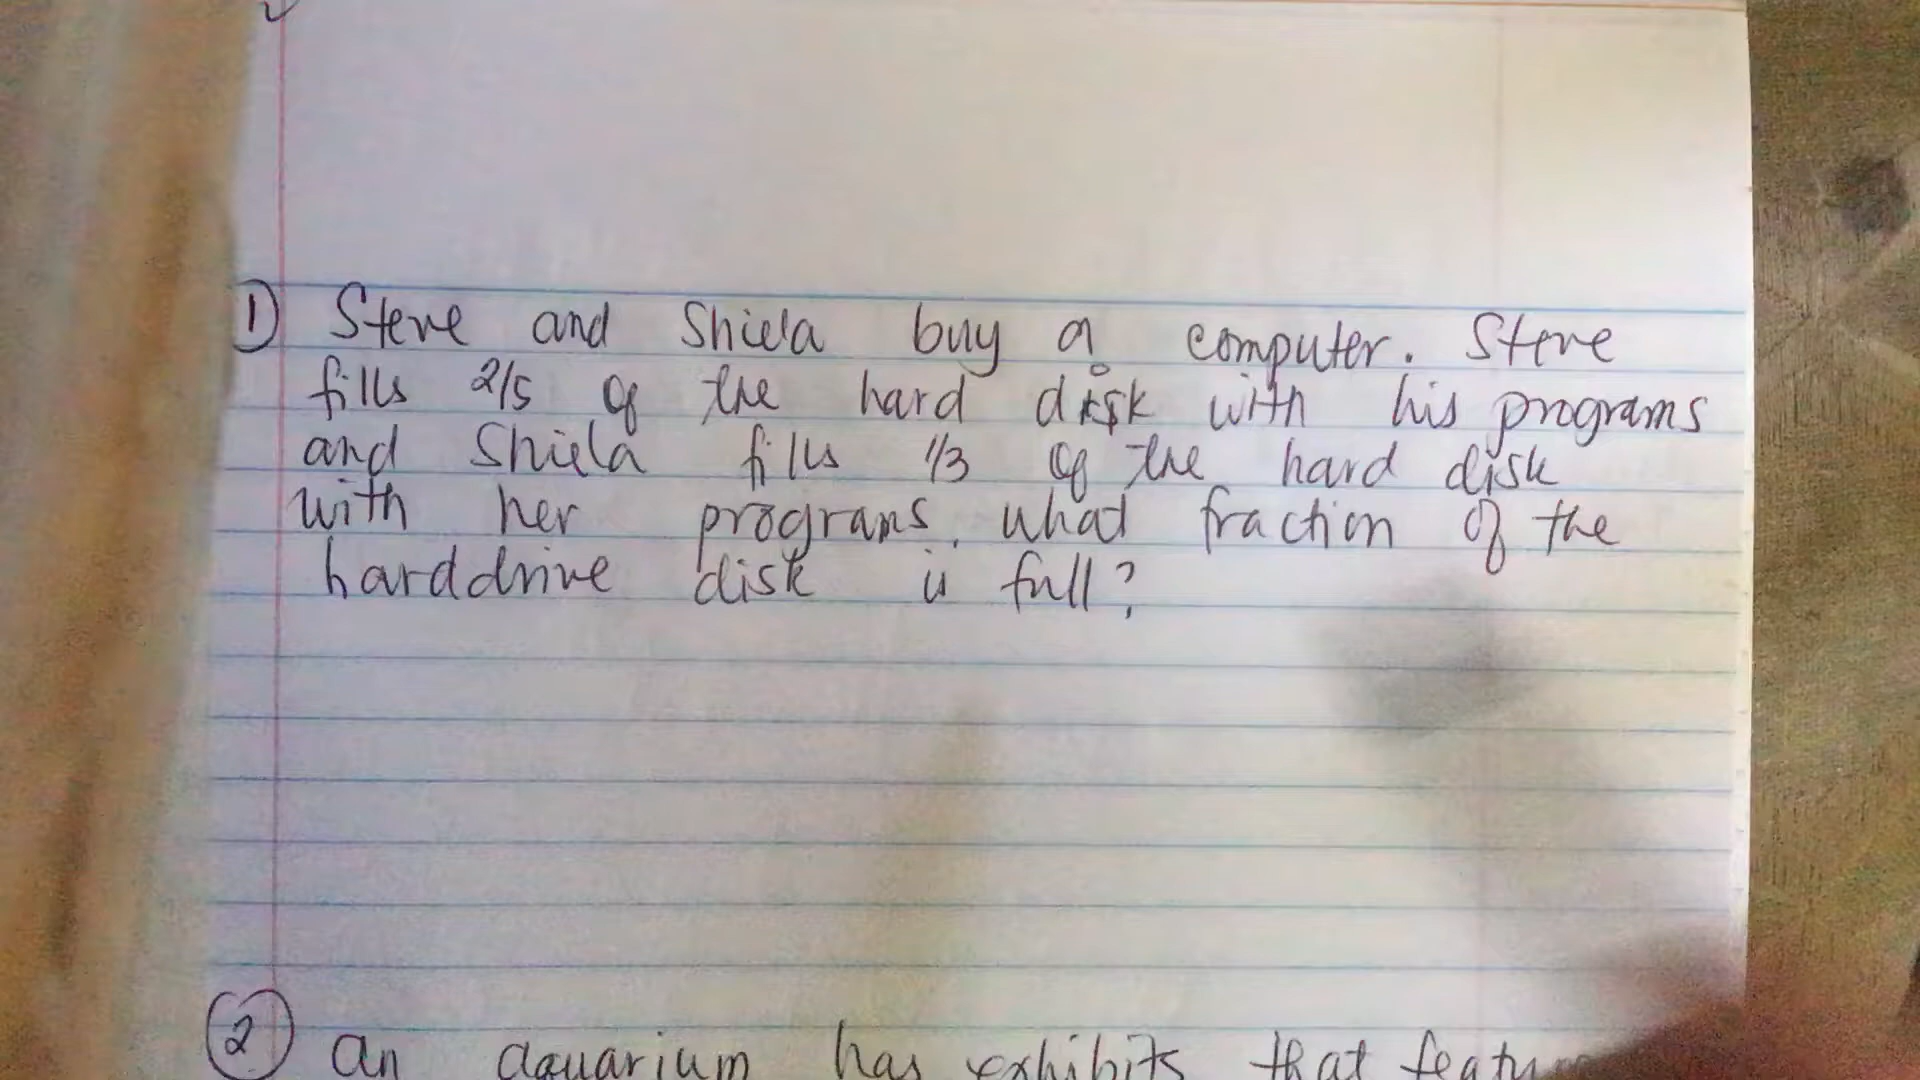 ① Steve and Shiela buy a computer. Steve
fills 2/5 of the hard disk with his programs
and Shiela fills 1/3 of the hard disk
with her programs. what fraction of the
harddrive disk is full?
② an aquarium has exhibits that